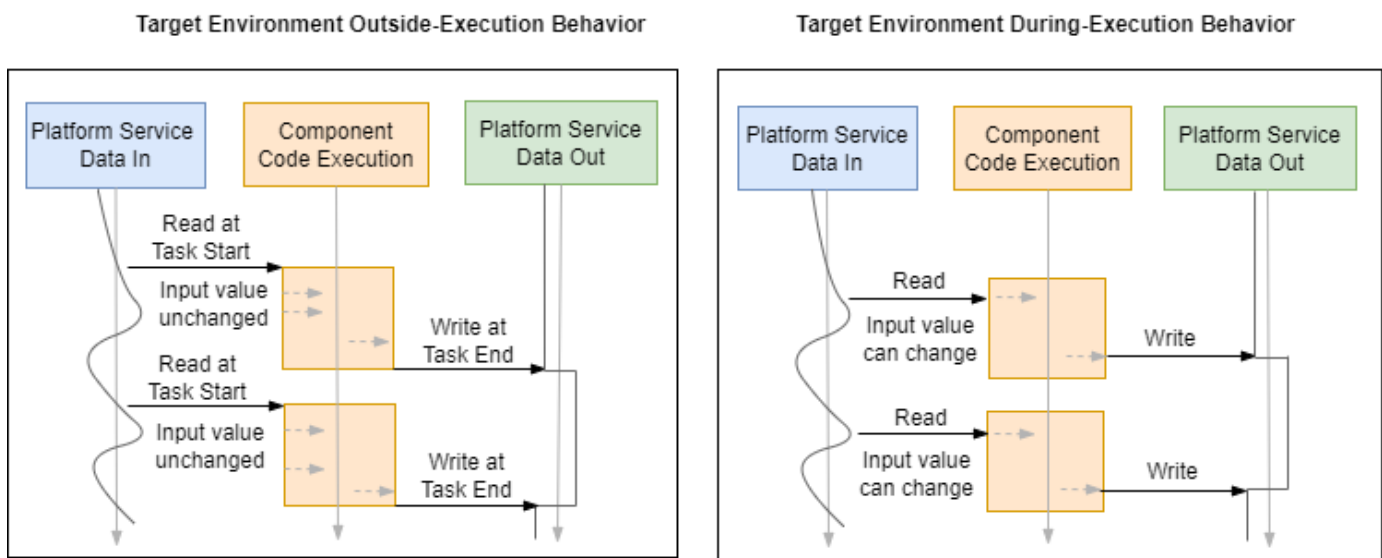 Target Environment Outside-Execution Behavior
Platform Service
Data In
Component
Code Execution
Platform Service
Data Out
Read at
Task Start
Input value
unchanged
Write at
Task End
Read at
Task Start
Input value
unchanged
Write at
Task End
Target Environment During-Execution Behavior
Platform Service
Data In
Component
Code Execution
Platform Service
Data Out
Read
Input value
can change
Write
Read
Input value
can change
Write